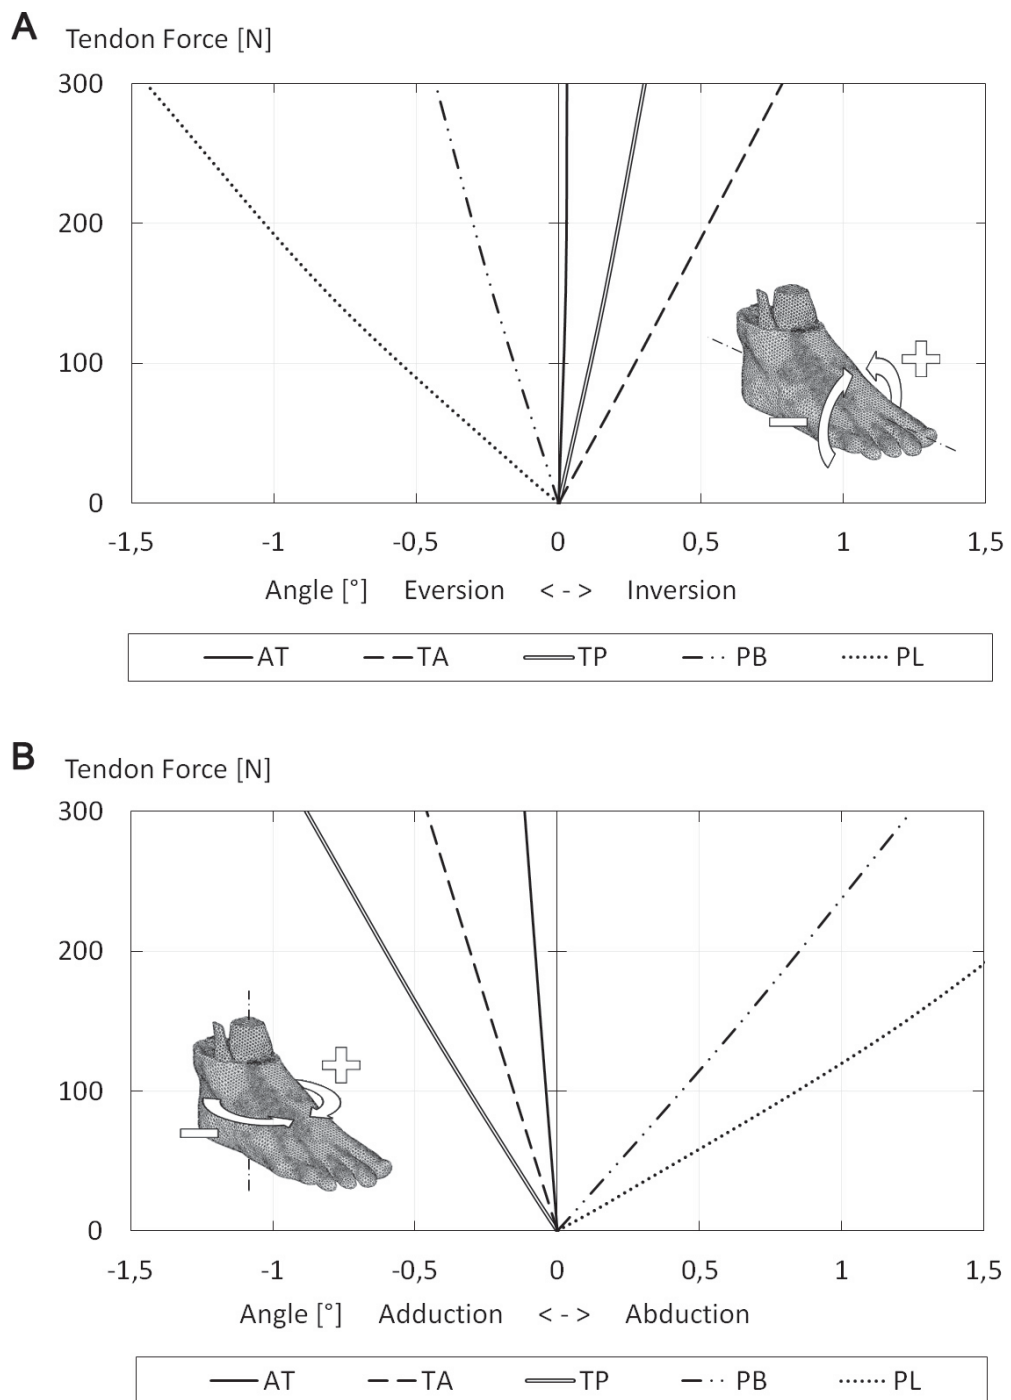 A
Tendon Force [N]
300
200
100
0
-1,5 -1 -0,5 0 0,5 1 1,5
Angle [°] Eversion < - > Inversion
AT TA TP PB PL
B
Tendon Force [N]
300
200
100
0
-1,5 -1 -0,5 0 0,5 1 1,5
Angle [°] Adduction < - > Abduction
AT TA TP PB PL